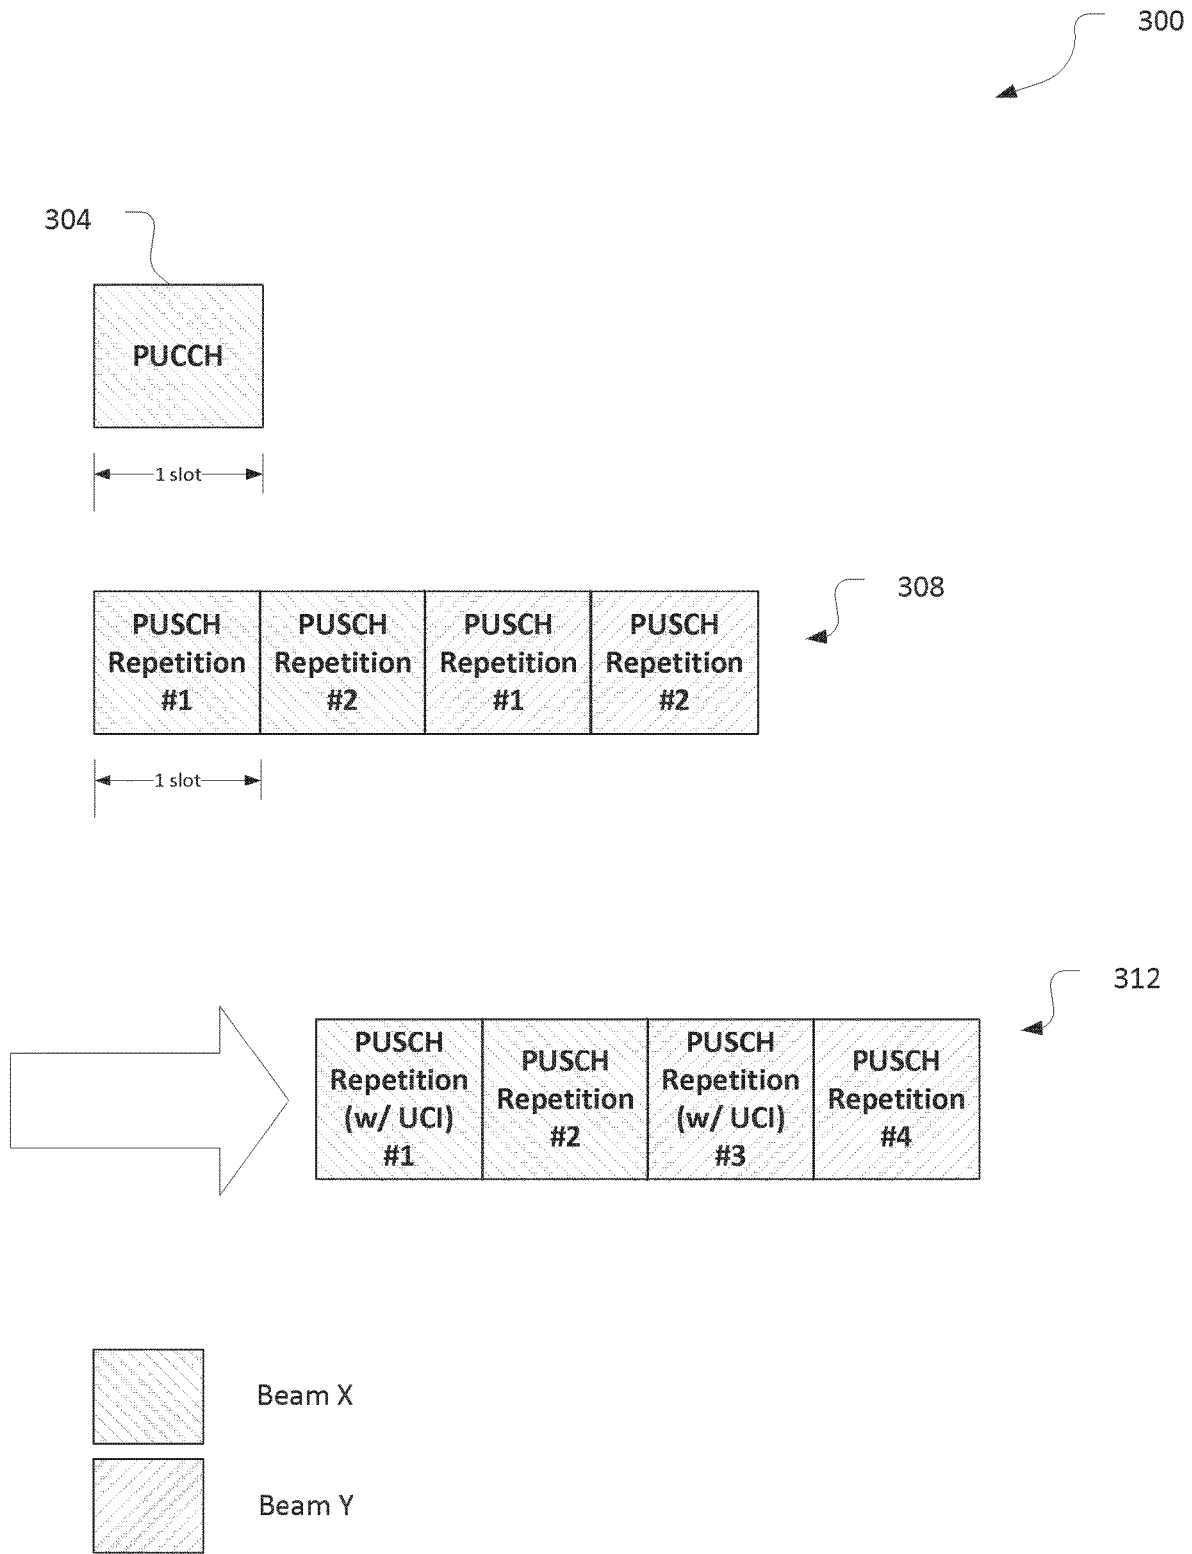 300
304
PUCCH
1 slot
308
PUSCH
Repetition
#1
PUSCH
Repetition
#2
PUSCH
Repetition
#1
PUSCH
Repetition
#2
1 slot
312
PUSCH
Repetition
(w/ UCI)
#1
PUSCH
Repetition
#2
PUSCH
Repetition
(w/ UCI)
#3
PUSCH
Repetition
#4
Beam X
Beam Y